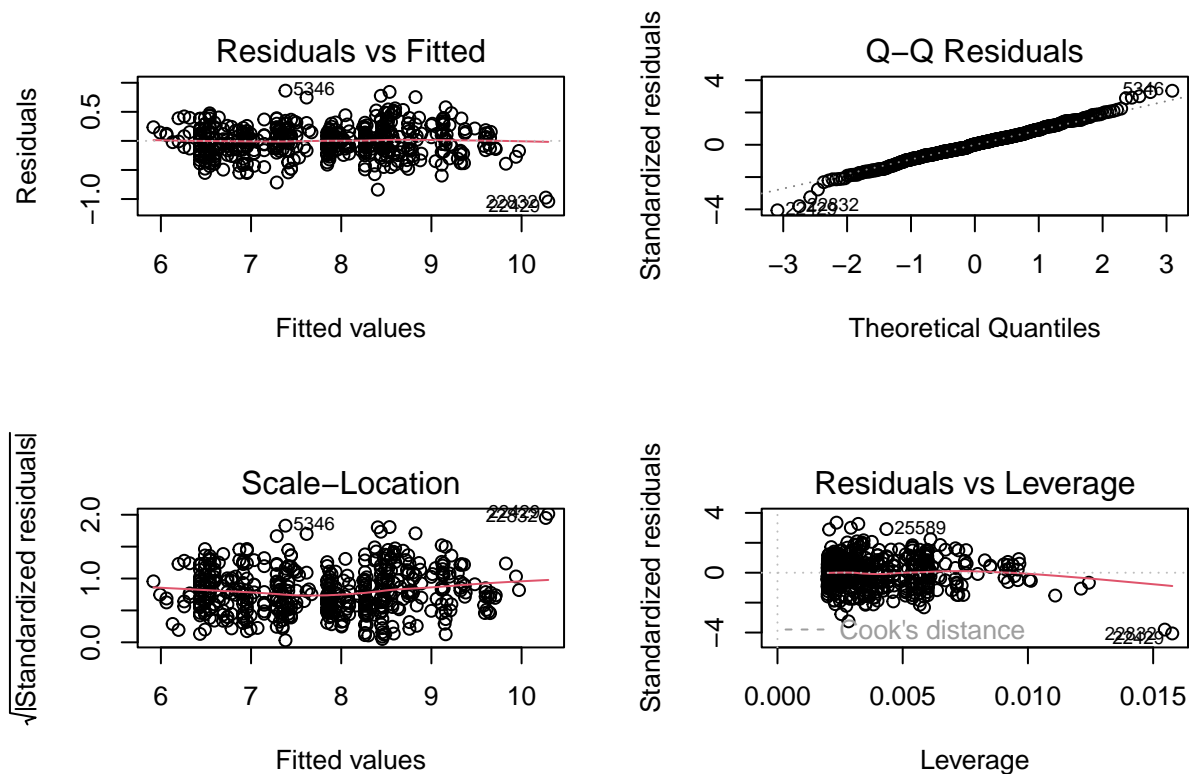 Residuals vs Fitted
Residuals
0.5
−1.0
5346
22832
22429
6 7 8 9 10
Fitted values
Q−Q Residuals
Standardized residuals
4
0
−4
5346
22832
22429
−3 −2 −1 0 1 2 3
Theoretical Quantiles
Scale−Location
√|Standardized residuals|
2.0
1.0
0.0
5346
22429
22832
6 7 8 9 10
Fitted values
Residuals vs Leverage
Standardized residuals
4
0
−4
25589
Cook's distance
22832
22429
0.000 0.005 0.010 0.015
Leverage